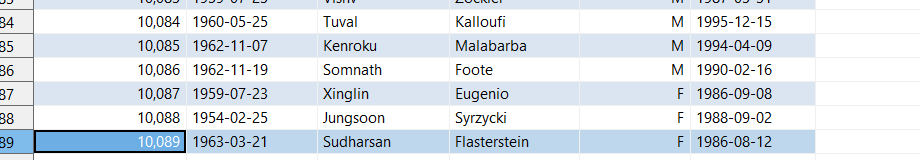 84 10,084 1960-05-25 Tuval Kalloufi M 1995-12-15
85 10,085 1962-11-07 Kenroku Malabarba M 1994-04-09
86 10,086 1962-11-19 Somnath Foote M 1990-02-16
87 10,087 1959-07-23 Xinglin Eugenio F 1986-09-08
88 10,088 1954-02-25 Jungsoon Syrzycki F 1988-09-02
89 10,089 1963-03-21 Sudharsan Flasterstein F 1986-08-12